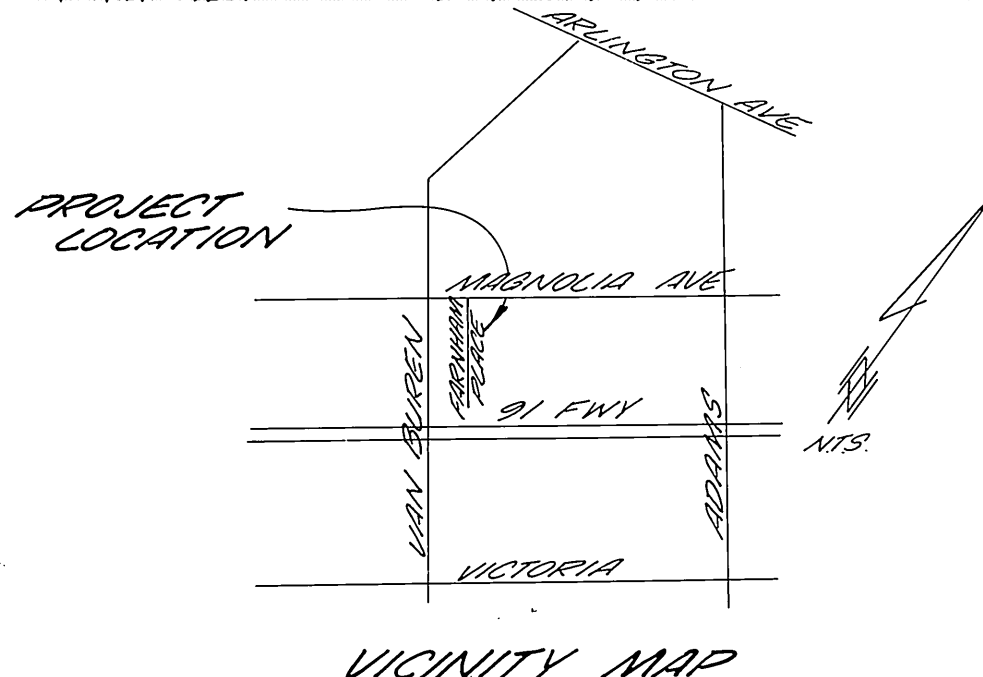 ARLINGTON AVE
PROJECT
LOCATION
MAGNOLIA AVE
FARNHAM
PLACE
VAN BUREN
91 FWY
ADAMS
N.T.S.
VICTORIA
VICINITY MAP